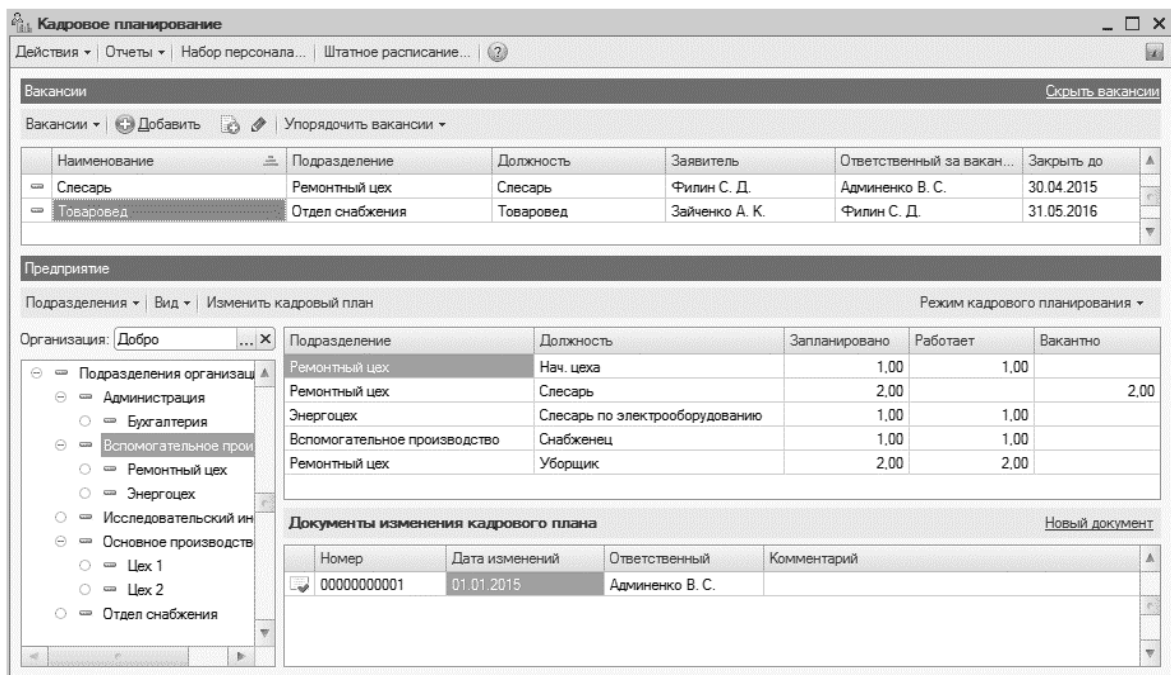 Кадровое планирование
Действия Отчеты Набор персонала... Штатное расписание... ?
Вакансии Скрыть вакансии
Вакансии Добавить Упорядочить вакансии
Наименование Подразделение Должность Заявитель Ответственный за вакан... Закрыть до
Слесарь Ремонтный цех Слесарь Филин С. Д. Админенко В. С. 30.04.2015
Товаровед Отдел снабжения Товаровед Зайченко А. К. Филин С. Д. 31.05.2016
Предприятие
Подразделения Вид Изменить кадровый план Режим кадрового планирования
Организация: Добро ... X
Подразделения организаци
Администрация
Бухгалтерия
Вспомогательное прои
Ремонтный цех
Энергоцех
Исследовательский ин
Основное производств
Цех 1
Цех 2
Отдел снабжения
Подразделение Должность Запланировано Работает Вакантно
Ремонтный цех Нач. цеха 1,00 1,00
Ремонтный цех Слесарь 2,00 2,00
Энергоцех Слесарь по электрооборудованию 1,00 1,00
Вспомогательное производство Снабженец 1,00 1,00
Ремонтный цех Уборщик 2,00 2,00
Документы изменения кадрового плана Новый документ
Номер Дата изменений Ответственный Комментарий
00000000001 01.01.2015 Админенко В. С.